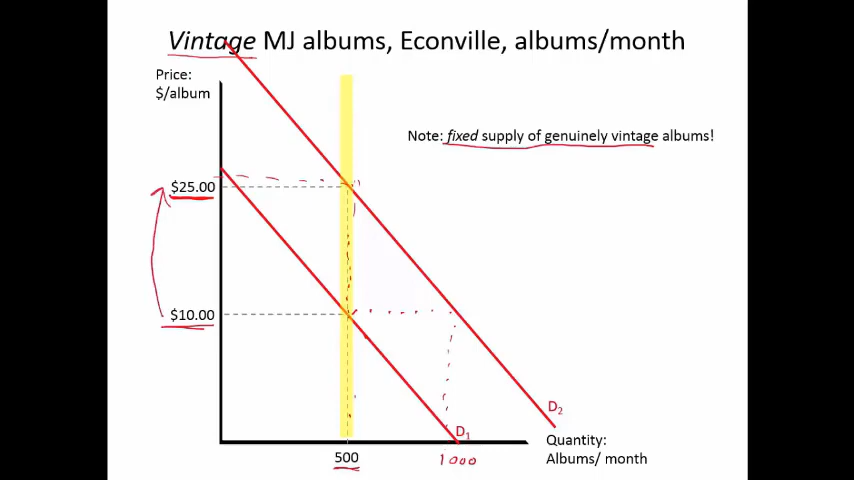 Vintage MJ albums, Econville, albums/month
Price:
$/album
Note: fixed supply of genuinely vintage albums!
$25.00
$10.00
D2
D1
500
1000
Quantity:
Albums/ month